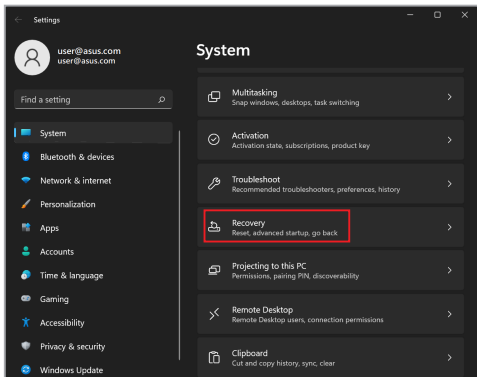 Settings
user@asus.com
user@asus.com
Find a setting
System
Bluetooth & devices
Network & internet
Personalization
Apps
Accounts
Time & language
Gaming
Accessibility
Privacy & security
Windows Update
System
Multitasking
Snap windows, desktops, task switching
Activation
Activation state, subscriptions, product key
Troubleshoot
Recommended troubleshooters, preferences, history
Recovery
Reset, advanced startup, go back
Projecting to this PC
Permissions, pairing PIN, discoverability
Remote Desktop
Remote Desktop users, connection permissions
Clipboard
Cut and copy history, sync, clear